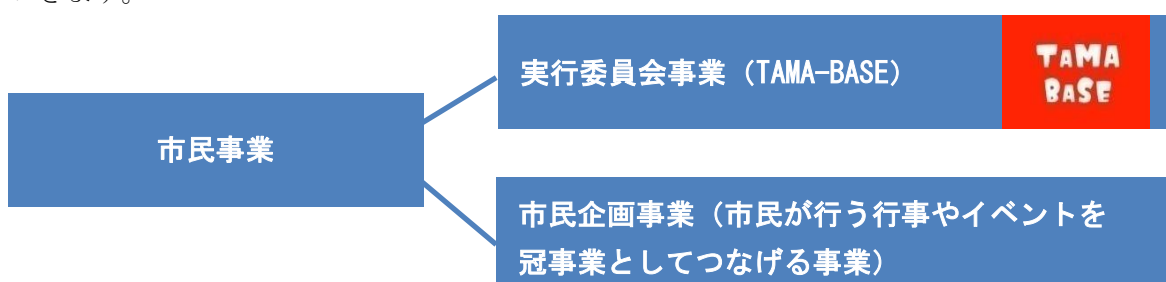 市民事業
実行委員会事業（TAMA-BASE）
TAMA
BASE
市民企画事業（市民が行う行事やイベントを
冠事業としてつなげる事業）